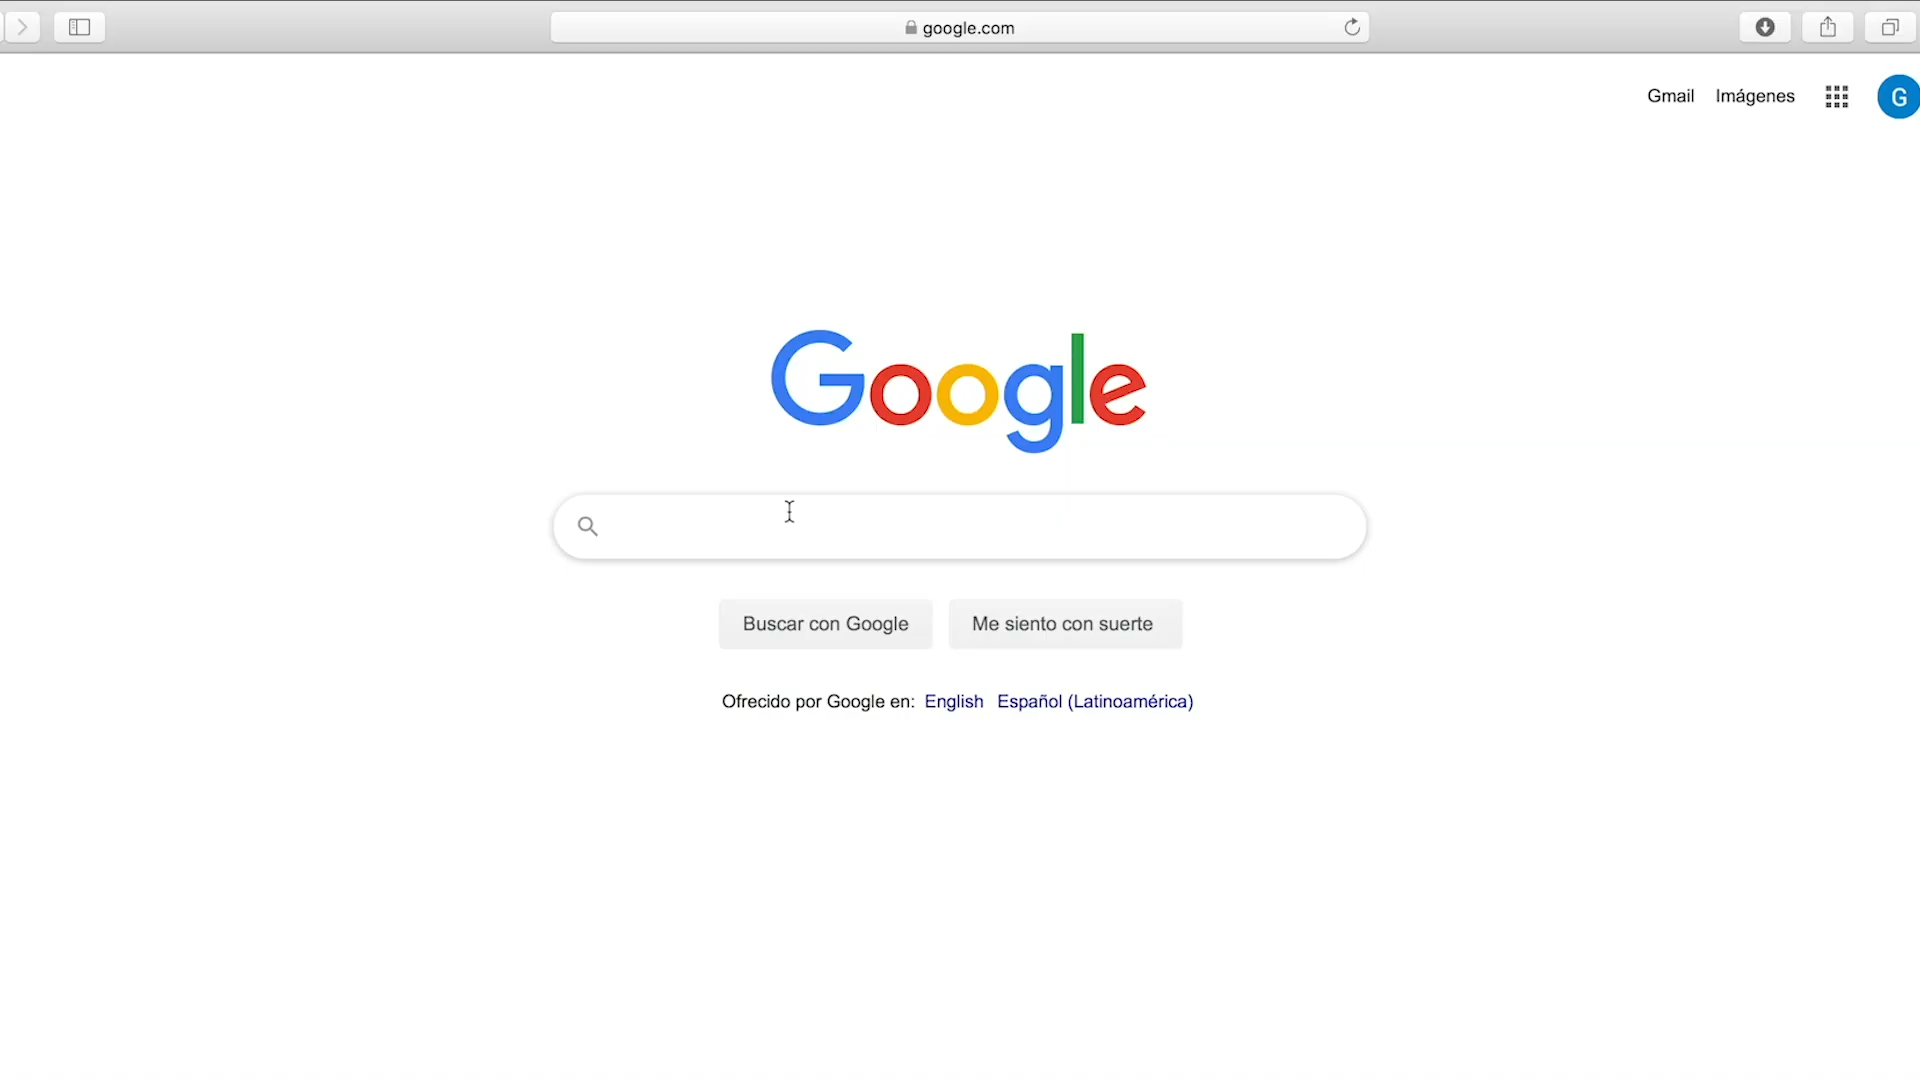 google.com
Gmail Imágenes
G
Google
Buscar con Google Me siento con suerte
Ofrecido por Google en: English Español (Latinoamérica)